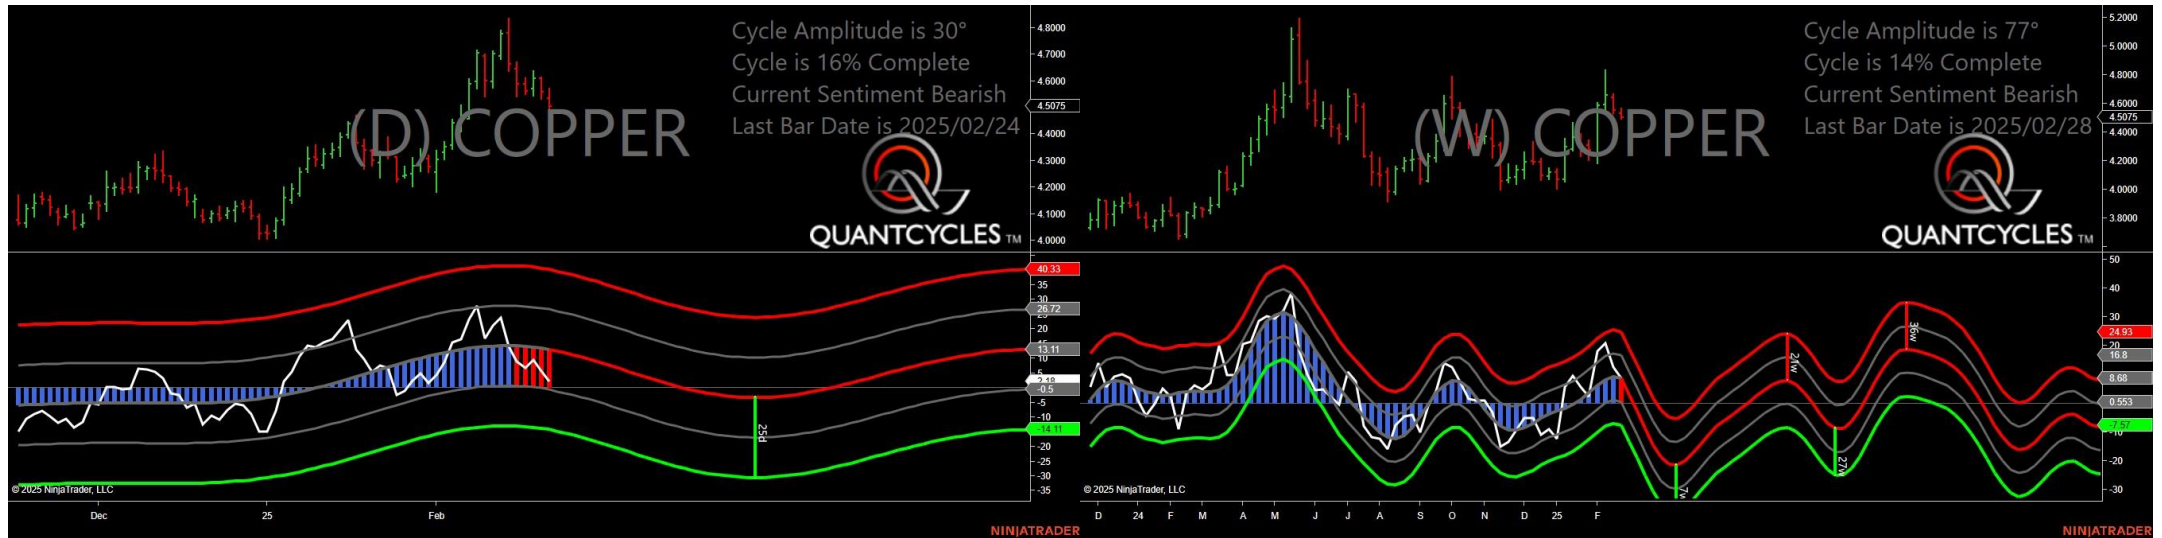 Cycle Amplitude is 30°
Cycle is 16% Complete
Current Sentiment Bearish
Last Bar Date is 2025/02/24
(D) COPPER
QUANTCYCLES TM
4.8000
4.7000
4.6000
4.5075
4.4000
4.3000
4.2000
4.1000
4.0000
40.33
35
30
26.72
20
13.11
5
-0.5
-5
-10
-14.11
-20
-25
-30
-35
25d
© 2025 NinjaTrader, LLC
Dec 25 Feb
NINJATRADER
Cycle Amplitude is 77°
Cycle is 14% Complete
Current Sentiment Bearish
Last Bar Date is 2025/02/28
(W) COPPER
QUANTCYCLES TM
5.2000
5.0000
4.8000
4.6000
4.5075
4.4000
4.2000
4.0000
3.8000
50
40
30
24.93
20
16.8
8.68
0.553
-7.57
-20
-30
7w
21w
27w
36w
© 2025 NinjaTrader, LLC
D 24 F M A M J J A S O N D 25 F
NINJATRADER